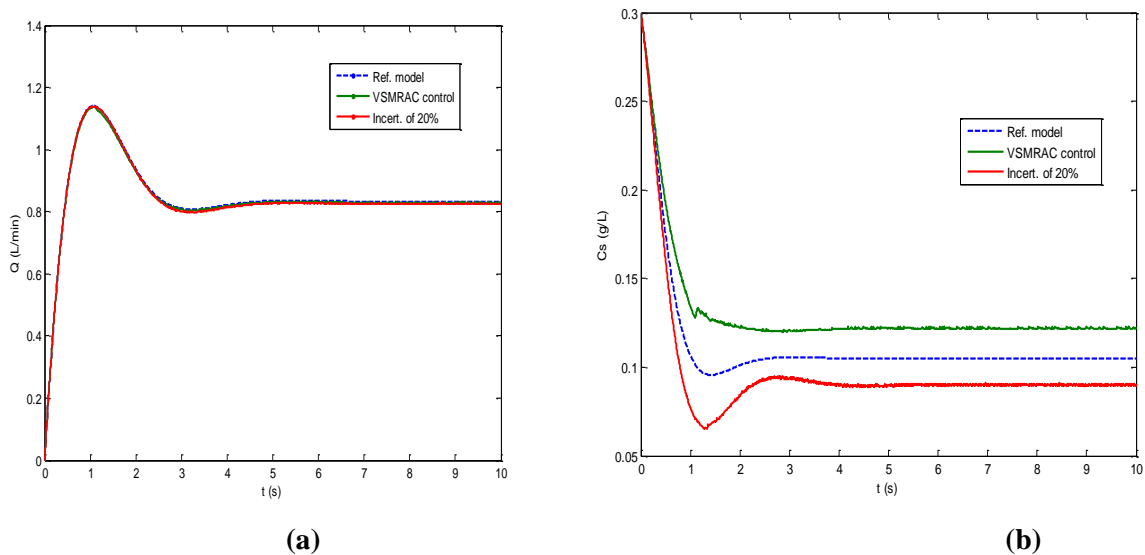 1.4
1.2
1
0.8
0.6
0.4
0.2
0
Q (L/min)
Ref. model
VSMRAC control
Incert. of 20%
0 1 2 3 4 5 6 7 8 9 10
t (s)
(a)
0.3
0.25
0.2
0.15
0.1
0.05
Cs (g/L)
Ref. model
VSMRAC control
Incert. of 20%
0 1 2 3 4 5 6 7 8 9 10
t (s)
(b)